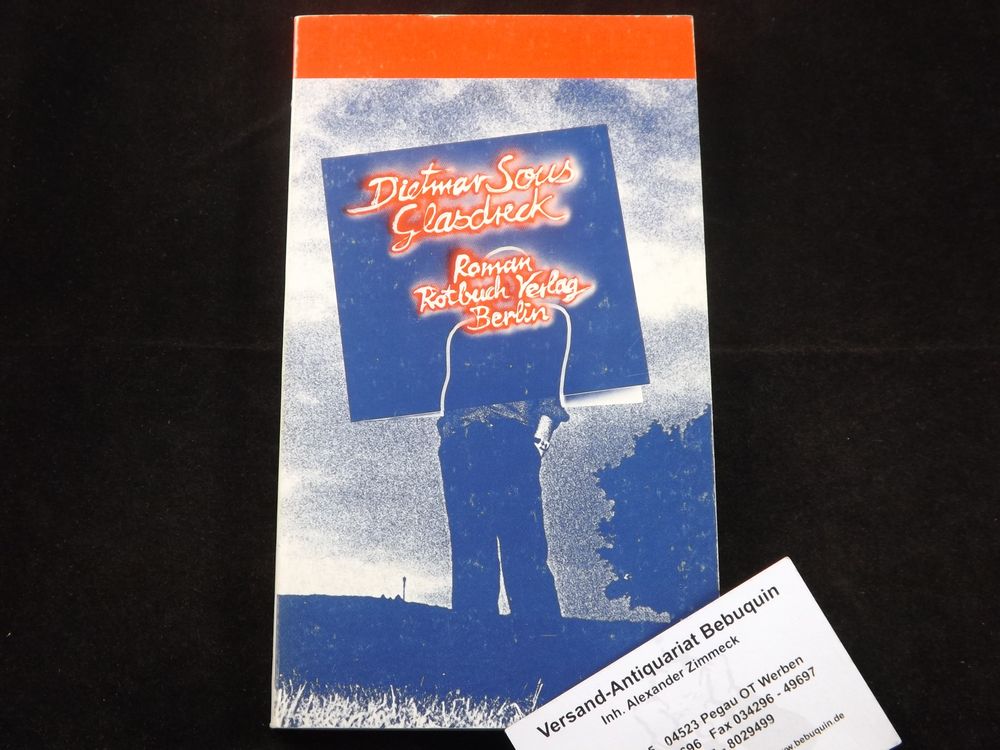 Dietmar Sous
Glasdreck
Roman
Rotbuch Verlag
Berlin
Versand-Antiquariat Bebuquin
Inh. Alexander Zimmeck
04523 Pegau OT Werben
696 Fax 034296 - 49697
- 8029499
www.bebuquin.de